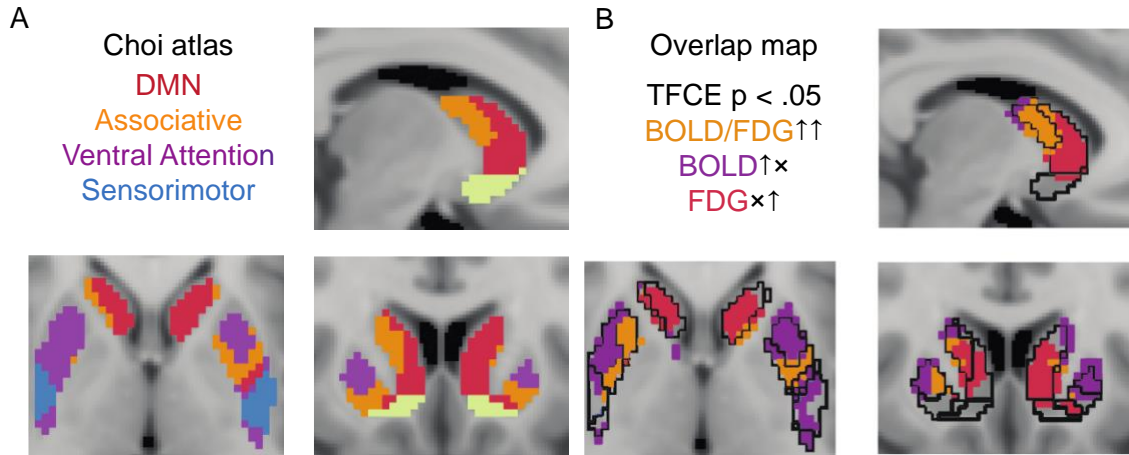 A
Choi atlas
DMN
Associative
Ventral Attention
Sensorimotor
B
Overlap map
TFCE p < .05
BOLD/FDG↑↑
BOLD↑×
FDG×↑